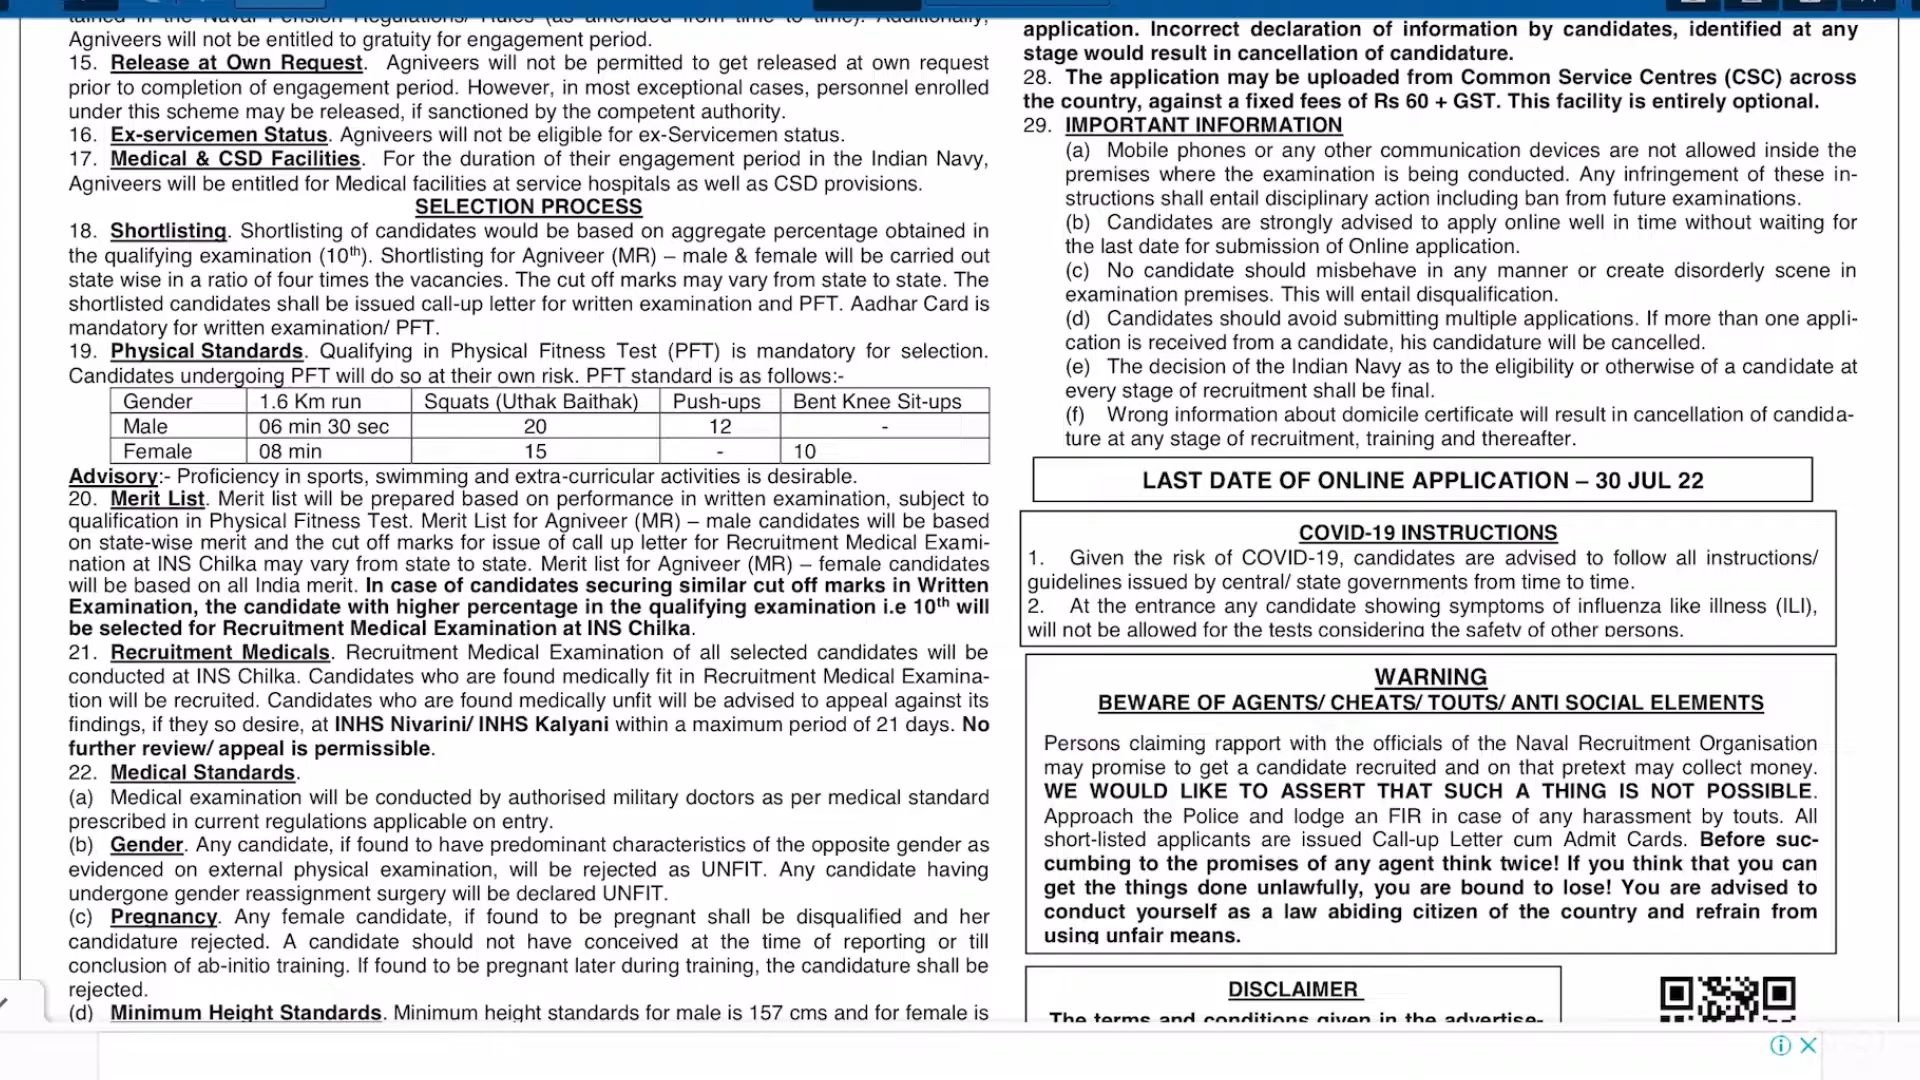 tained in the Naval Pension Regulations/ Rules (as amended from time to time). Additionally,
Agniveers will not be entitled to gratuity for engagement period.
15. Release at Own Request. Agniveers will not be permitted to get released at own request
prior to completion of engagement period. However, in most exceptional cases, personnel enrolled
under this scheme may be released, if sanctioned by the competent authority.
16. Ex-servicemen Status. Agniveers will not be eligible for ex-Servicemen status.
17. Medical & CSD Facilities. For the duration of their engagement period in the Indian Navy,
Agniveers will be entitled for Medical facilities at service hospitals as well as CSD provisions.
SELECTION PROCESS
18. Shortlisting. Shortlisting of candidates would be based on aggregate percentage obtained in
the qualifying examination (10th). Shortlisting for Agniveer (MR) – male & female will be carried out
state wise in a ratio of four times the vacancies. The cut off marks may vary from state to state. The
shortlisted candidates shall be issued call-up letter for written examination and PFT. Aadhar Card is
mandatory for written examination/ PFT.
19. Physical Standards. Qualifying in Physical Fitness Test (PFT) is mandatory for selection.
Candidates undergoing PFT will do so at their own risk. PFT standard is as follows:-
Gender 1.6 Km run Squats (Uthak Baithak) Push-ups Bent Knee Sit-ups
Male 06 min 30 sec 20 12 -
Female 08 min 15 - 10
Advisory:- Proficiency in sports, swimming and extra-curricular activities is desirable.
20. Merit List. Merit list will be prepared based on performance in written examination, subject to
qualification in Physical Fitness Test. Merit List for Agniveer (MR) – male candidates will be based
on state-wise merit and the cut off marks for issue of call up letter for Recruitment Medical Exami-
nation at INS Chilka may vary from state to state. Merit list for Agniveer (MR) – female candidates
will be based on all India merit. In case of candidates securing similar cut off marks in Written
Examination, the candidate with higher percentage in the qualifying examination i.e 10th will
be selected for Recruitment Medical Examination at INS Chilka.
21. Recruitment Medicals. Recruitment Medical Examination of all selected candidates will be
conducted at INS Chilka. Candidates who are found medically fit in Recruitment Medical Examina-
tion will be recruited. Candidates who are found medically unfit will be advised to appeal against its
findings, if they so desire, at INHS Nivarini/ INHS Kalyani within a maximum period of 21 days. No
further review/ appeal is permissible.
22. Medical Standards.
(a) Medical examination will be conducted by authorised military doctors as per medical standard
prescribed in current regulations applicable on entry.
(b) Gender. Any candidate, if found to have predominant characteristics of the opposite gender as
evidenced on external physical examination, will be rejected as UNFIT. Any candidate having
undergone gender reassignment surgery will be declared UNFIT.
(c) Pregnancy. Any female candidate, if found to be pregnant shall be disqualified and her
candidature rejected. A candidate should not have conceived at the time of reporting or till
conclusion of ab-initio training. If found to be pregnant later during training, the candidature shall be
rejected.
(d) Minimum Height Standards. Minimum height standards for male is 157 cms and for female is
application. Incorrect declaration of information by candidates, identified at any
stage would result in cancellation of candidature.
28. The application may be uploaded from Common Service Centres (CSC) across
the country, against a fixed fees of Rs 60 + GST. This facility is entirely optional.
29. IMPORTANT INFORMATION
(a) Mobile phones or any other communication devices are not allowed inside the
premises where the examination is being conducted. Any infringement of these in-
structions shall entail disciplinary action including ban from future examinations.
(b) Candidates are strongly advised to apply online well in time without waiting for
the last date for submission of Online application.
(c) No candidate should misbehave in any manner or create disorderly scene in
examination premises. This will entail disqualification.
(d) Candidates should avoid submitting multiple applications. If more than one appli-
cation is received from a candidate, his candidature will be cancelled.
(e) The decision of the Indian Navy as to the eligibility or otherwise of a candidate at
every stage of recruitment shall be final.
(f) Wrong information about domicile certificate will result in cancellation of candida-
ture at any stage of recruitment, training and thereafter.
LAST DATE OF ONLINE APPLICATION – 30 JUL 22
COVID-19 INSTRUCTIONS
1. Given the risk of COVID-19, candidates are advised to follow all instructions/
guidelines issued by central/ state governments from time to time.
2. At the entrance any candidate showing symptoms of influenza like illness (ILI),
will not be allowed for the tests considering the safety of other persons.
WARNING
BEWARE OF AGENTS/ CHEATS/ TOUTS/ ANTI SOCIAL ELEMENTS
Persons claiming rapport with the officials of the Naval Recruitment Organisation
may promise to get a candidate recruited and on that pretext may collect money.
WE WOULD LIKE TO ASSERT THAT SUCH A THING IS NOT POSSIBLE.
Approach the Police and lodge an FIR in case of any harassment by touts. All
short-listed applicants are issued Call-up Letter cum Admit Cards. Before suc-
cumbing to the promises of any agent think twice! If you think that you can
get the things done unlawfully, you are bound to lose! You are advised to
conduct yourself as a law abiding citizen of the country and refrain from
using unfair means.
DISCLAIMER
The terms and conditions given in the advertise-